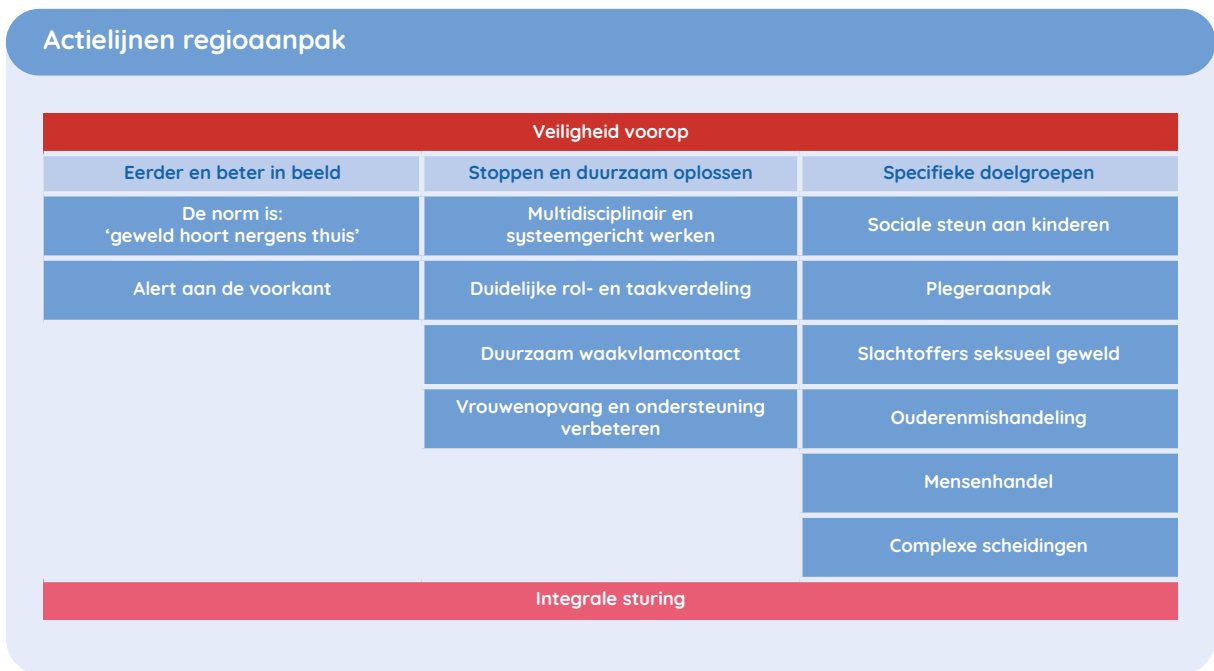 Actielijnen regioaanpak
Veiligheid voorop
Eerder en beter in beeld
Stoppen en duurzaam oplossen
Specifieke doelgroepen
De norm is:
‘geweld hoort nergens thuis’
Multidisciplinair en
systeemgericht werken
Sociale steun aan kinderen
Alert aan de voorkant
Duidelijke rol- en taakverdeling
Plegeraanpak
Duurzaam waakvlamcontact
Slachtoffers seksueel geweld
Vrouwenopvang en ondersteuning
verbeteren
Ouderenmishandeling
Mensenhandel
Complexe scheidingen
Integrale sturing